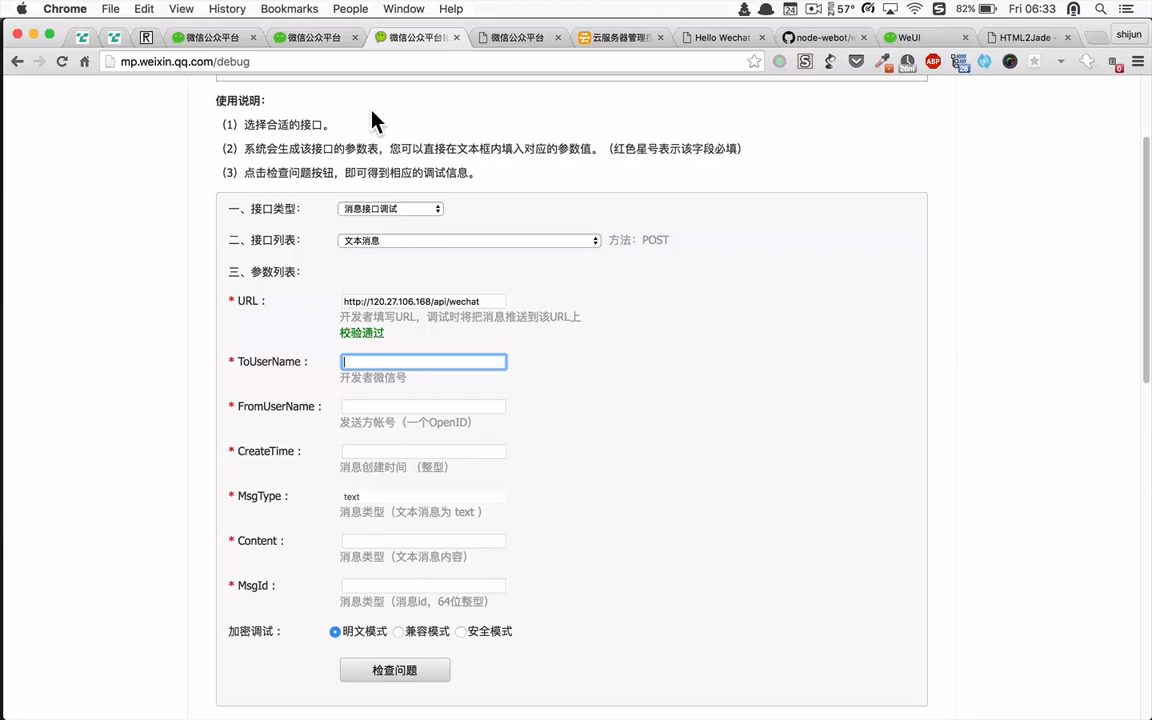 Chrome File Edit View History Bookmarks People Window Help 24 57° 82% Fri 06:33
微信公众平台 微信公众平台 微信公众平台 微信公众平台 云服务器管理 Hello Wechat node-webot/ WeUI HTML2Jade - shijun
mp.weixin.qq.com/debug
使用说明：
（1）选择合适的接口。
（2）系统会生成该接口的参数表，您可以直接在文本框内填入对应的参数值。（红色星号表示该字段必填）
（3）点击检查问题按钮，即可得到相应的调试信息。
一、接口类型： 消息接口调试
二、接口列表： 文本消息 方法：POST
三、参数列表：
* URL： http://120.27.106.168/api/wechat
开发者填写URL，调试时将把消息推送到该URL上
校验通过
* ToUserName：
开发者微信号
* FromUserName：
发送方帐号（一个OpenID）
* CreateTime：
消息创建时间 （整型）
* MsgType： text
消息类型（文本消息为 text ）
* Content：
消息类型（文本消息内容）
* MsgId：
消息类型（消息id，64位整型）
加密调试： 明文模式 兼容模式 安全模式
检查问题